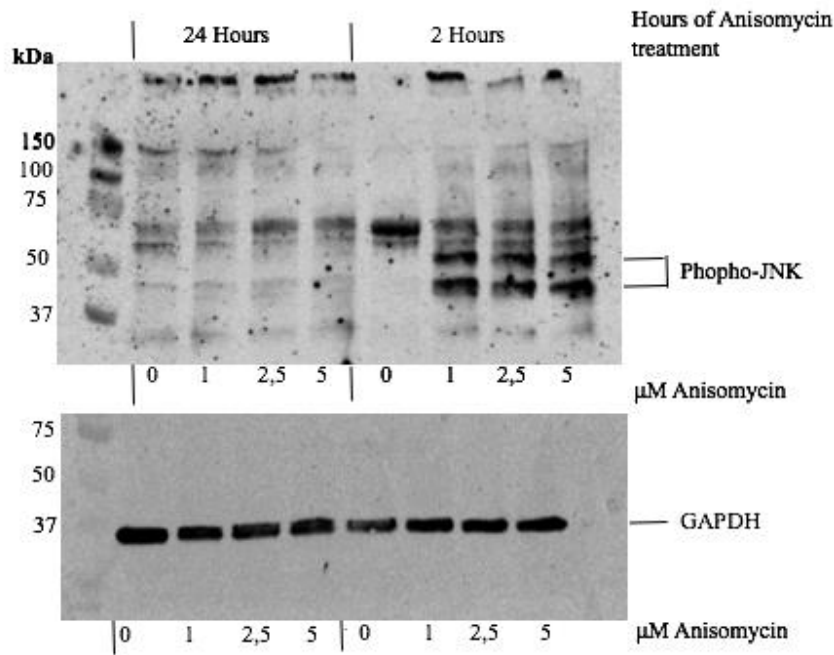 24 Hours 2 Hours Hours of Anisomycin
treatment
kDa
150
100
75
50
37
Phopho-JNK
0 1 2,5 5 0 1 2,5 5
µM Anisomycin
75
50
37
GAPDH
0 1 2,5 5 0 1 2,5 5 µM Anisomycin